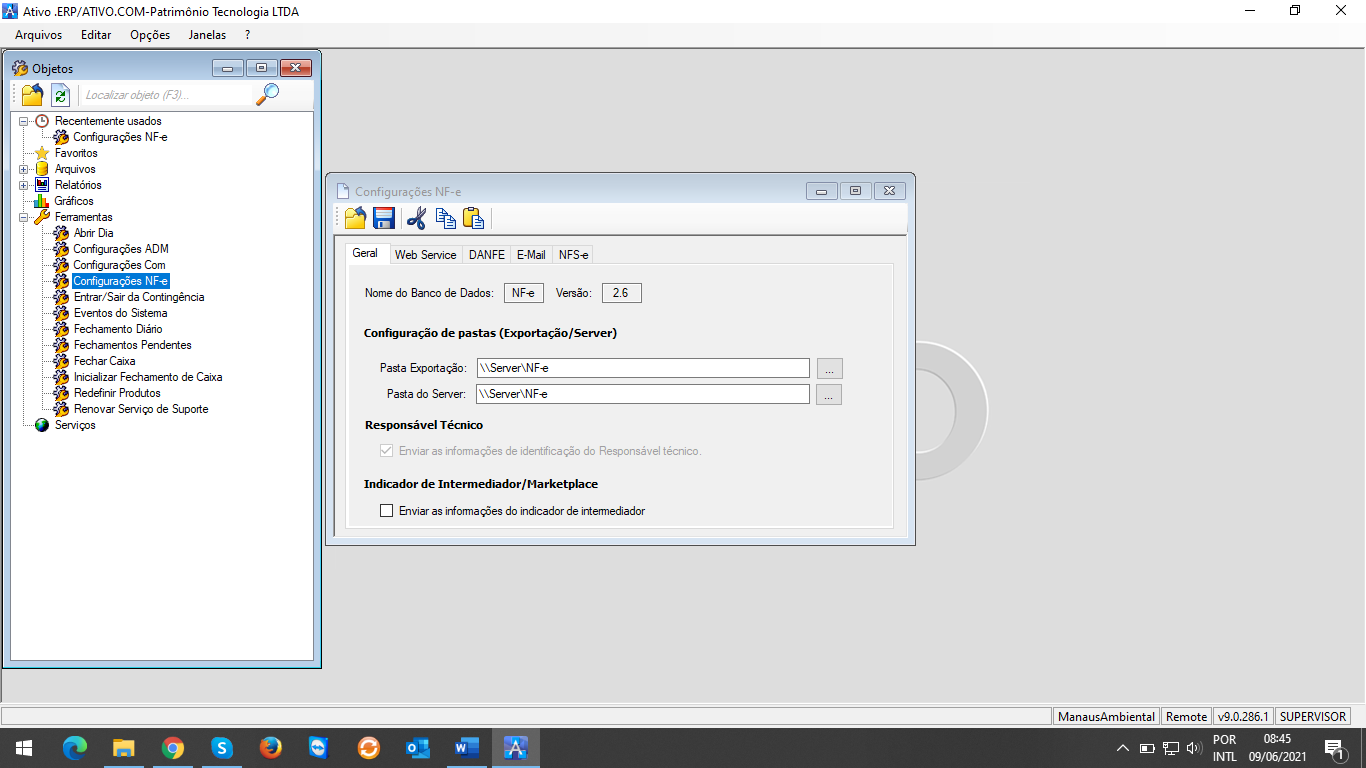 Ativo .ERP/ATIVO.COM-Patrimônio Tecnologia LTDA
Arquivos Editar Opções Janelas ?
Objetos
Localizar objeto (F3)...
Recentemente usados
Configurações NF-e
Favoritos
Arquivos
Relatórios
Gráficos
Ferramentas
Abrir Dia
Configurações ADM
Configurações Com
Configurações NF-e
Entrar/Sair da Contingência
Eventos do Sistema
Fechamento Diário
Fechamentos Pendentes
Fechar Caixa
Inicializar Fechamento de Caixa
Redefinir Produtos
Renovar Serviço de Suporte
Serviços
Configurações NF-e
Geral Web Service DANFE E-Mail NFS-e
Nome do Banco de Dados: NF-e Versão: 2.6
Configuração de pastas (Exportação/Server)
Pasta Exportação: \\Server\NF-e ...
Pasta do Server: \\Server\NF-e ...
Responsável Técnico
Enviar as informações de identificação do Responsável técnico.
Indicador de Intermediador/Marketplace
Enviar as informações do indicador de intermediador
ManausAmbiental Remote v9.0.286.1 SUPERVISOR
POR 08:45
INTL 09/06/2021 1